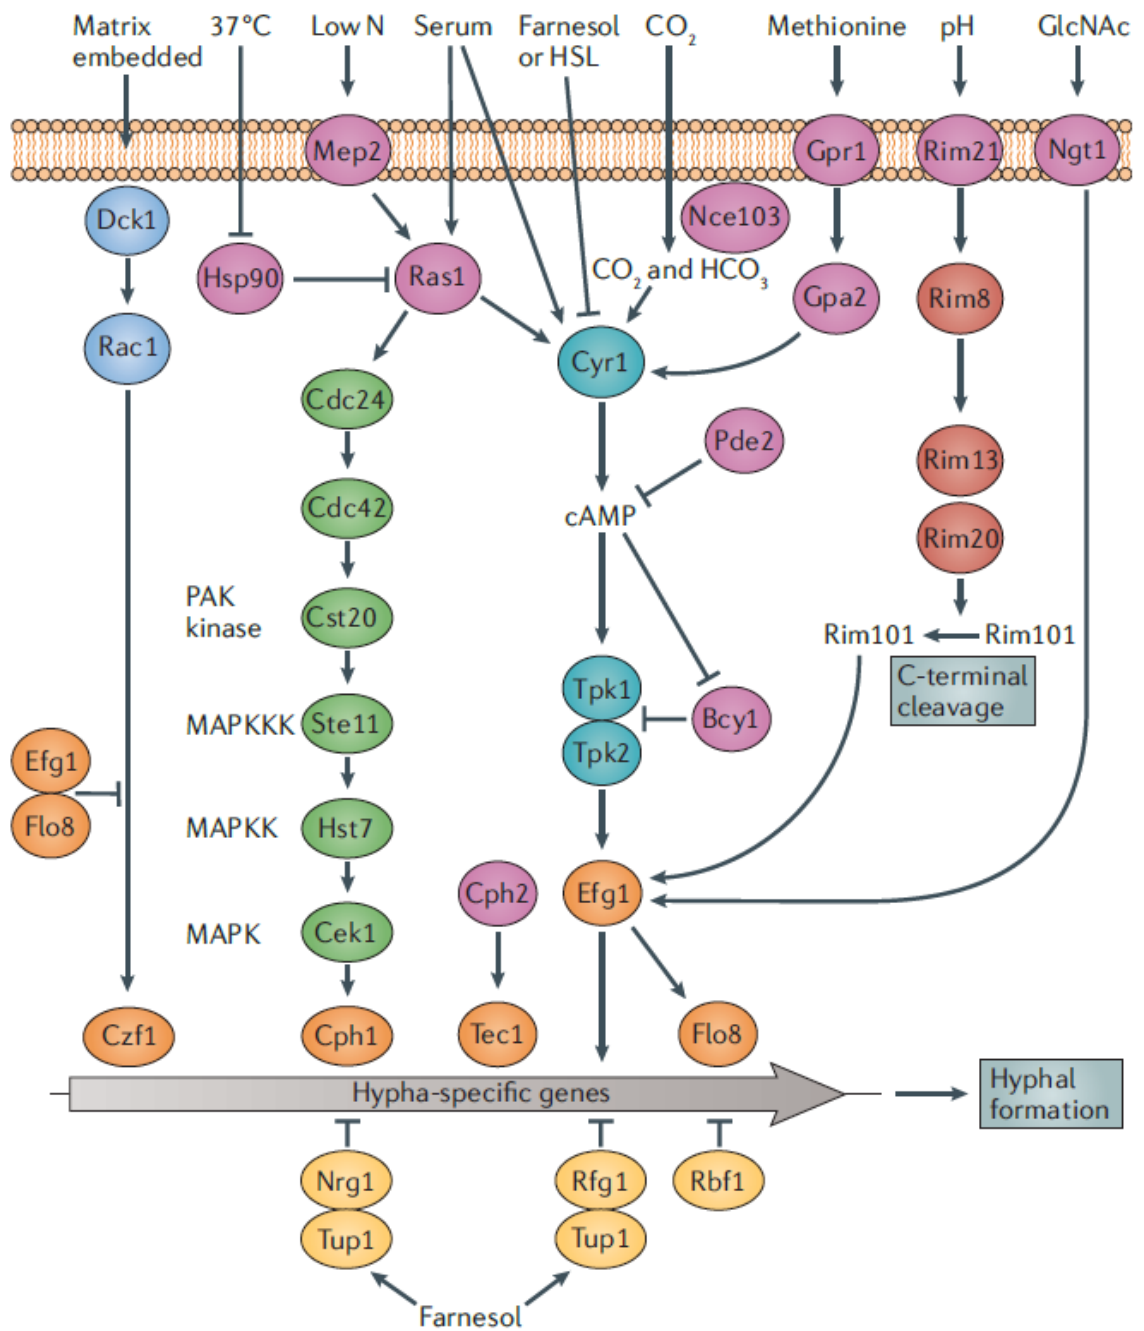 Matrix
embedded
37°C
Low N
Serum
Farnesol
or HSL
CO2
Methionine
pH
GlcNAc
Mep2
Gpr1
Rim21
Ngt1
Dck1
Nce103
Hsp90
Ras1
CO2 and HCO3
Gpa2
Rim8
Rac1
Cyr1
Cdc24
Pde2
Rim13
Cdc42
cAMP
Rim20
PAK
kinase
Cst20
Rim101
Rim101
C-terminal
cleavage
Tpk1
Bcy1
MAPKKK
Ste11
Tpk2
Efg1
Flo8
MAPKK
Hst7
Cph2
Efg1
MAPK
Cek1
Czf1
Cph1
Tec1
Flo8
Hypha-specific genes
Hyphal
formation
Nrg1
Rfg1
Rbf1
Tup1
Tup1
Farnesol